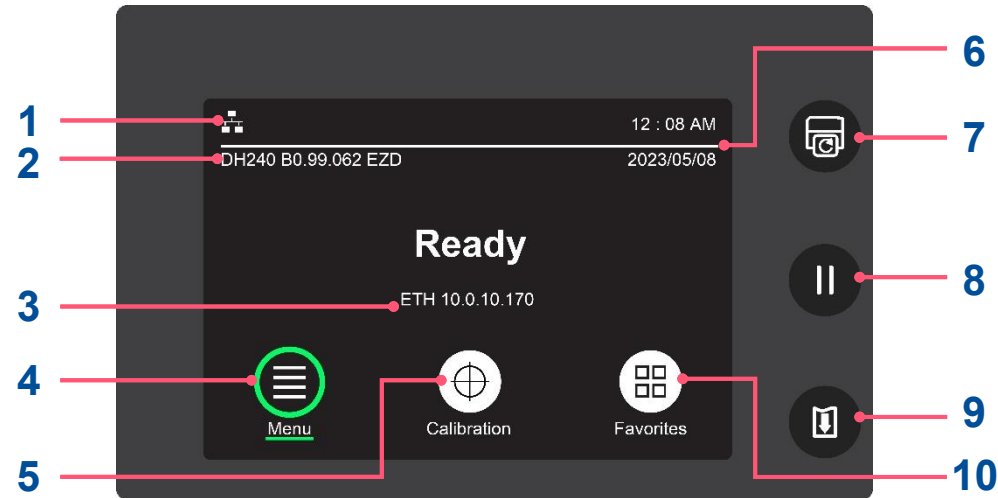 6
1
12 : 08 AM
7
2
DH240 B0.99.062 EZD
2023/05/08
Ready
3
ETH 10.0.10.170
8
4
Menu
Calibration
Favorites
9
5
10